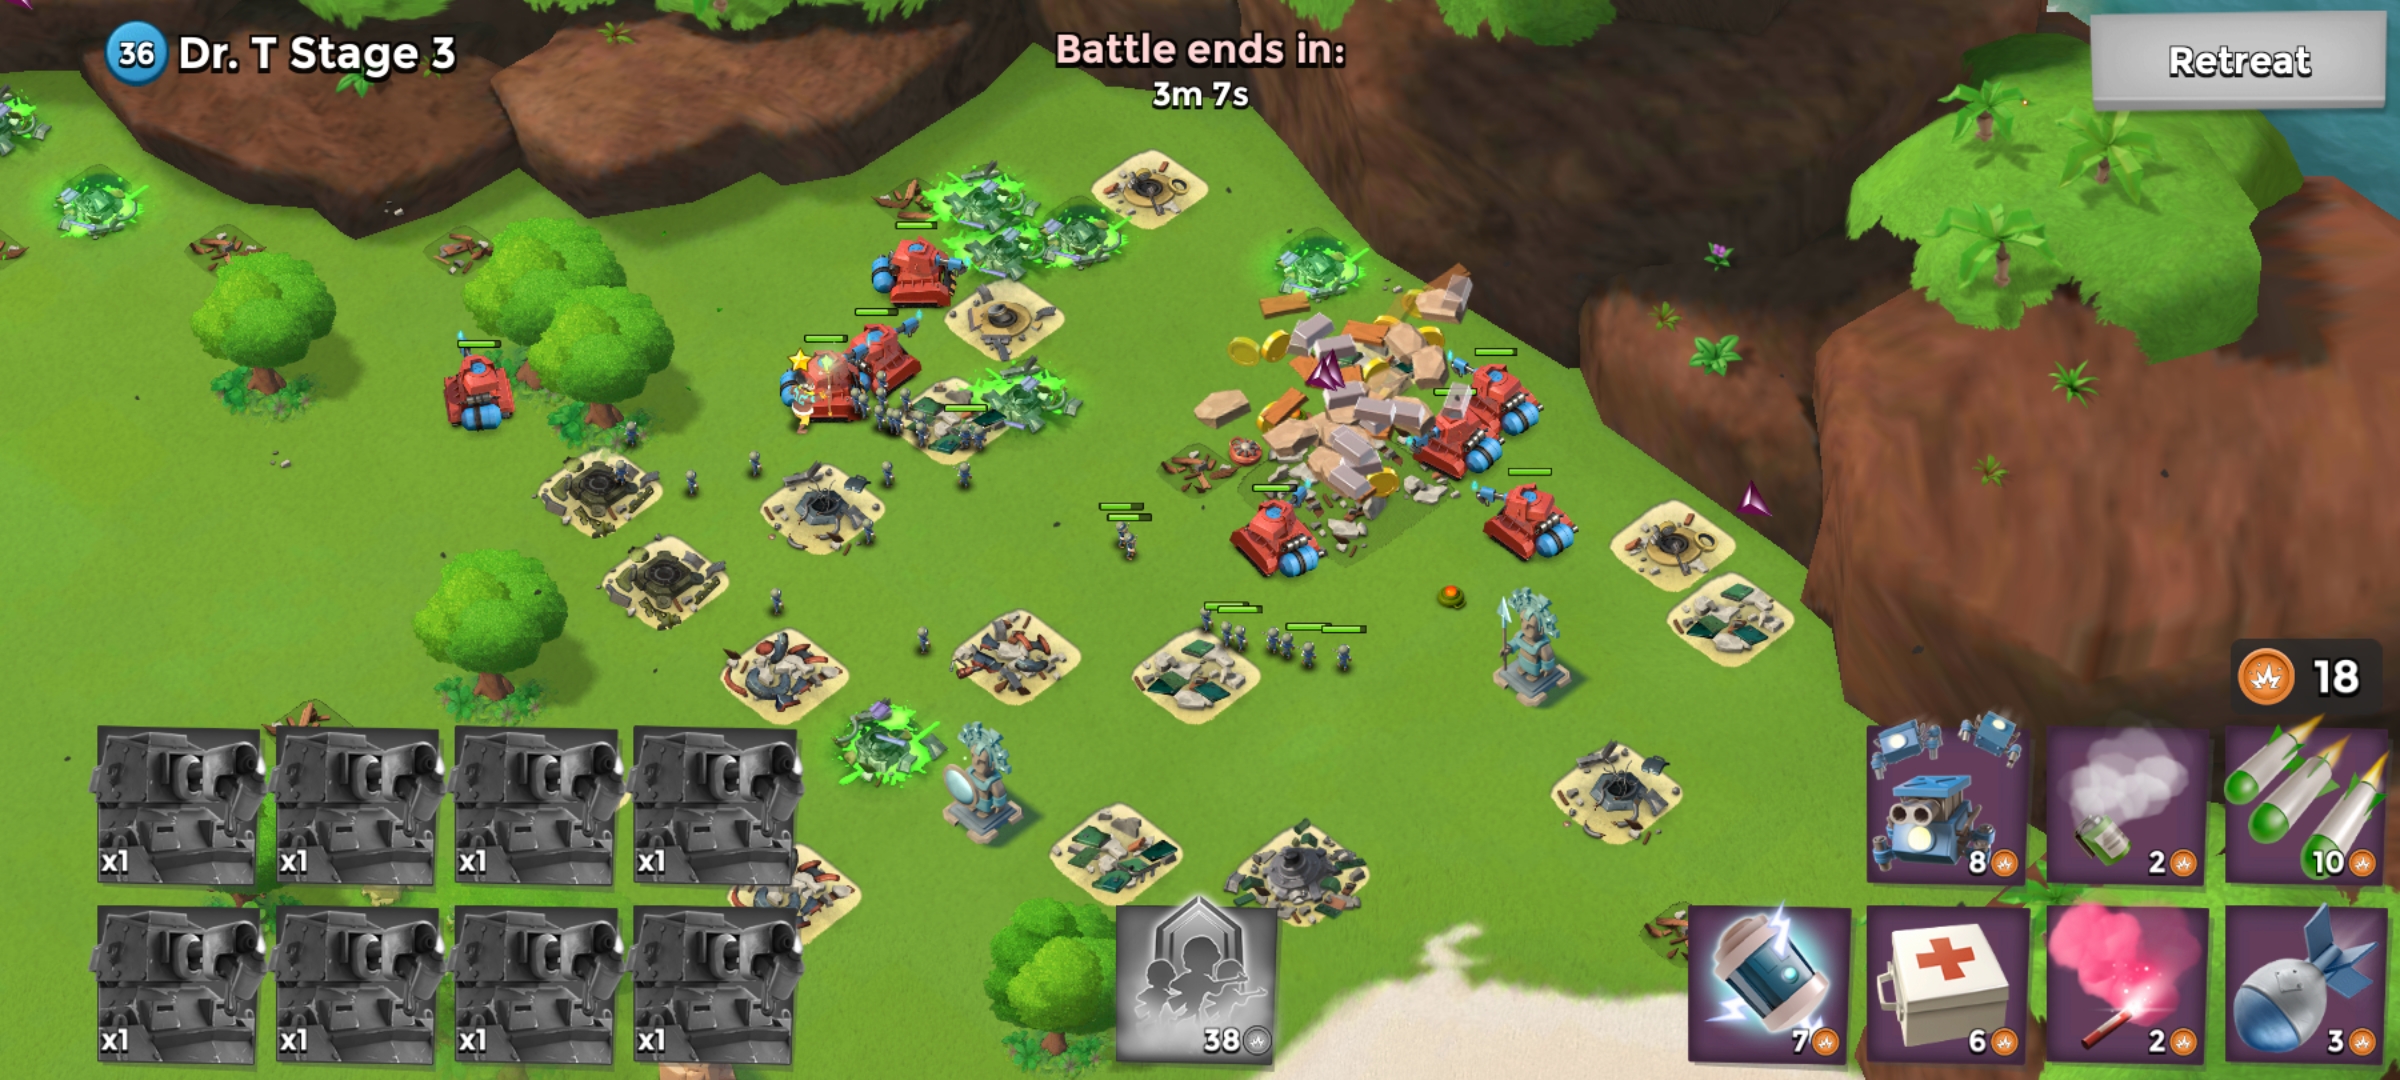 36 Dr. T Stage 3
Battle ends in:
3m 7s
Retreat
18
x1 x1 x1 x1
8 2 10
x1 x1 x1 x1
38
7 6 2 3